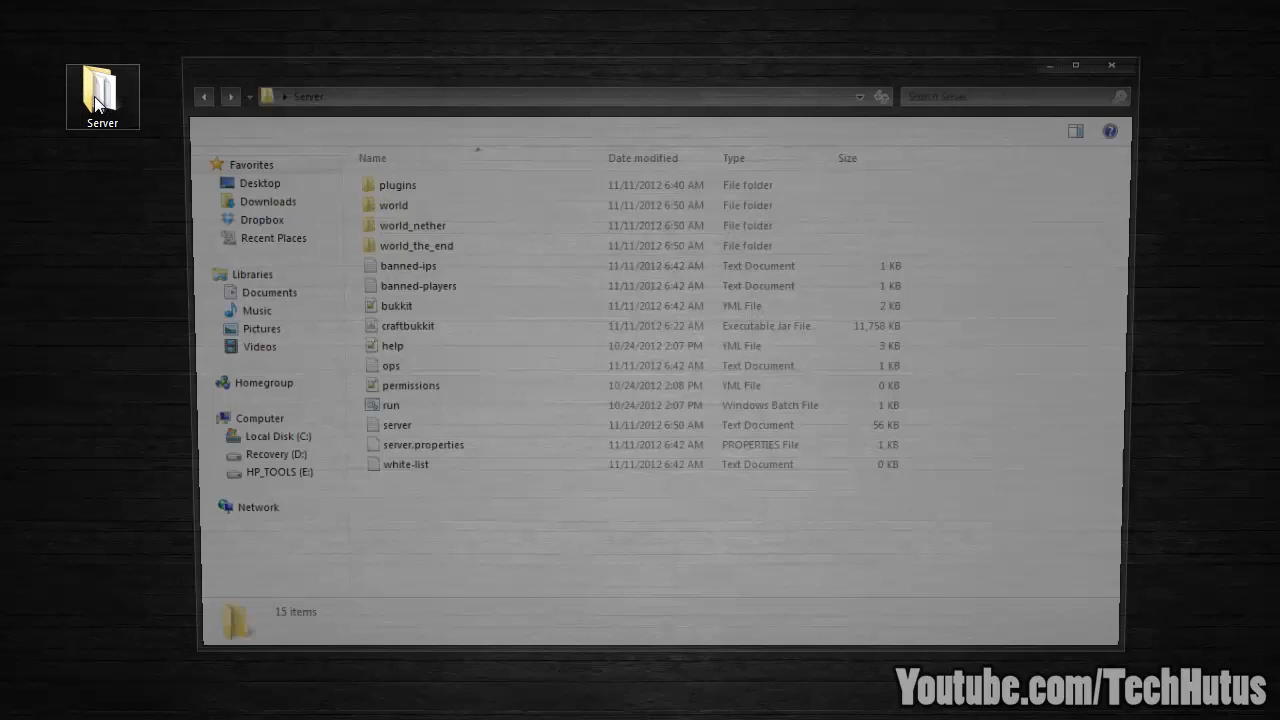 Server
Server
Search Server
Favorites
Desktop
Downloads
Dropbox
Recent Places
Libraries
Documents
Music
Pictures
Videos
Homegroup
Computer
Local Disk (C:)
Recovery (D:)
HP_TOOLS (E:)
Network
Name Date modified Type Size
plugins 11/11/2012 6:40 AM File folder
world 11/11/2012 6:50 AM File folder
world_nether 11/11/2012 6:50 AM File folder
world_the_end 11/11/2012 6:50 AM File folder
banned-ips 11/11/2012 6:42 AM Text Document 1 KB
banned-players 11/11/2012 6:42 AM Text Document 1 KB
bukkit 11/11/2012 6:42 AM YML File 2 KB
craftbukkit 11/11/2012 6:22 AM Executable Jar File 11,758 KB
help 10/24/2012 2:07 PM YML File 3 KB
ops 11/11/2012 6:42 AM Text Document 1 KB
permissions 10/24/2012 2:08 PM YML File 0 KB
run 10/24/2012 2:07 PM Windows Batch File 1 KB
server 11/11/2012 6:50 AM Text Document 56 KB
server.properties 11/11/2012 6:42 AM PROPERTIES File 1 KB
white-list 11/11/2012 6:42 AM Text Document 0 KB
15 items
Youtube.com/TechHutus